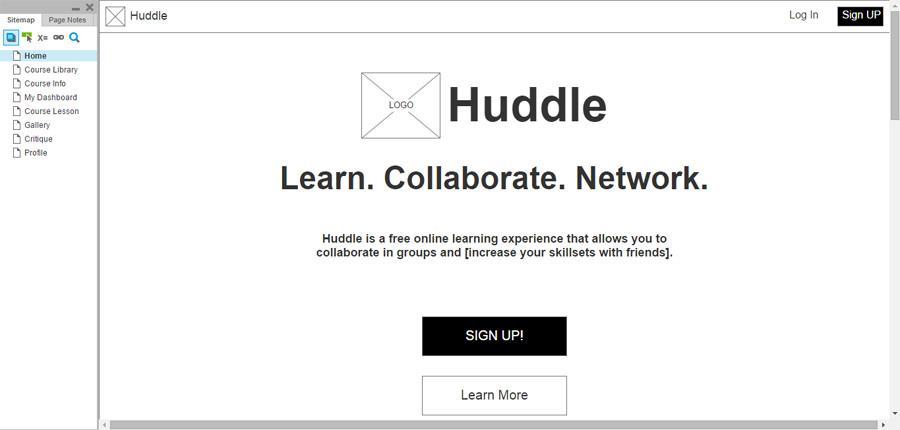 Sitemap
Page Notes
X=
Home
Course Library
Course Info
My Dashboard
Course Lesson
Gallery
Critique
Profile
Huddle
Log In
Sign UP
LOGO
Huddle
Learn. Collaborate. Network.
Huddle is a free online learning experience that allows you to
collaborate in groups and [increase your skillsets with friends].
SIGN UP!
Learn More